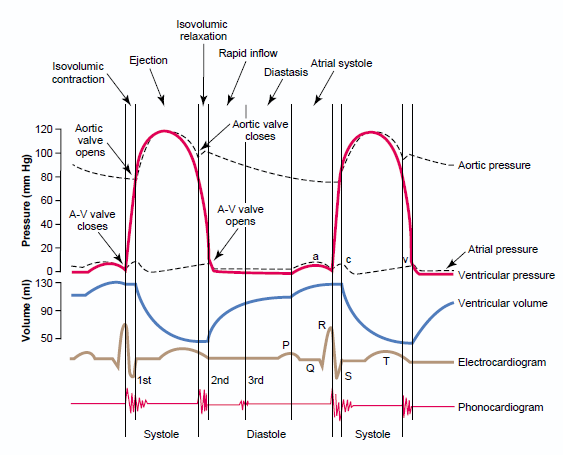 Isovolumic
relaxation
Isovolumic
contraction
Ejection
Rapid inflow
Diastasis
Atrial systole
Aortic
valve
opens
Aortic valve
closes
A-V valve
closes
A-V valve
opens
Pressure (mm Hg)
120
100
80
60
40
20
0
a
c
v
Aortic pressure
Atrial pressure
Ventricular pressure
Volume (ml)
130
90
50
Ventricular volume
P
Q
R
S
T
Electrocardiogram
1st
2nd
3rd
Phonocardiogram
Systole
Diastole
Systole